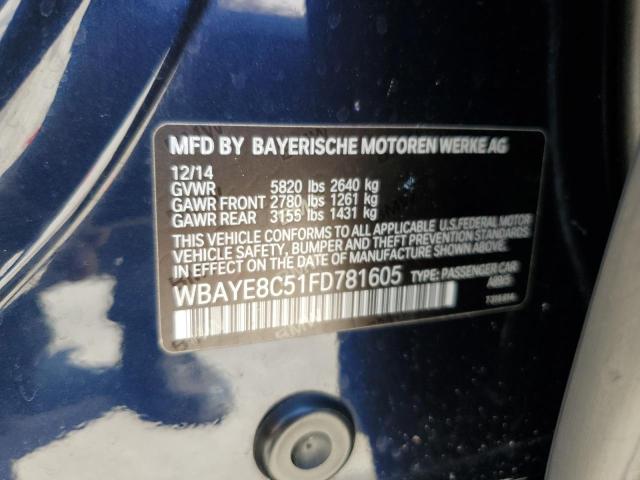 MFD BY BAYERISCHE MOTOREN WERKE AG
12/14
GVWR 5820 lbs 2640 kg
GAWR FRONT 2780 lbs 1261 kg
GAWR REAR 3155 lbs 1431 kg
THIS VEHICLE CONFORMS TO ALL APPLICABLE U.S. FEDERAL MOTOR
VEHICLE SAFETY, BUMPER AND THEFT PREVENTION STANDARDS
IN EFFECT ON THE DATE OF MANUFACTURE SHOWN ABOVE.
WBAYE8C51FD781605 TYPE: PASSENGER CAR